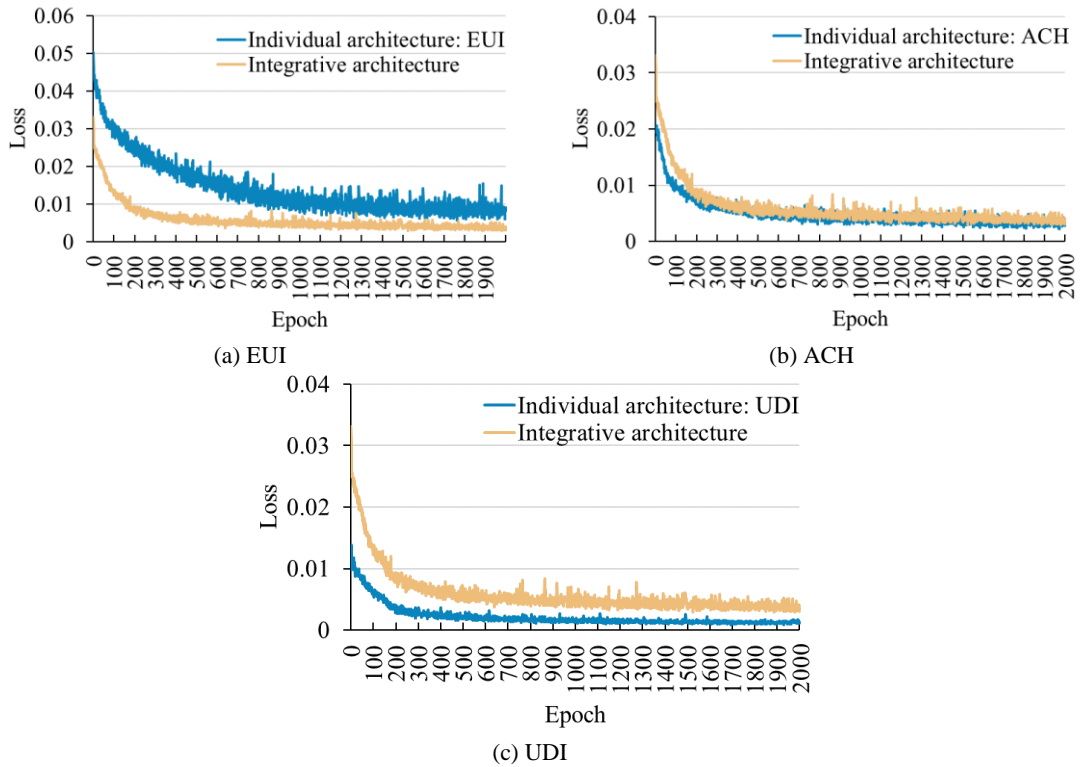 0.06
0.05
0.04
0.03
0.02
0.01
0
Loss
Individual architecture: EUI
Integrative architecture
0 100 200 300 400 500 600 700 800 900 1000 1100 1200 1300 1400 1500 1600 1700 1800 1900
Epoch
(a) EUI
0.04
0.03
0.02
0.01
0
Loss
Individual architecture: ACH
Integrative architecture
0 100 200 300 400 500 600 700 800 900 1000 1100 1200 1300 1400 1500 1600 1700 1800 1900 2000
Epoch
(b) ACH
0.04
0.03
0.02
0.01
0
Loss
Individual architecture: UDI
Integrative architecture
0 100 200 300 400 500 600 700 800 900 1000 1100 1200 1300 1400 1500 1600 1700 1800 1900 2000
Epoch
(c) UDI